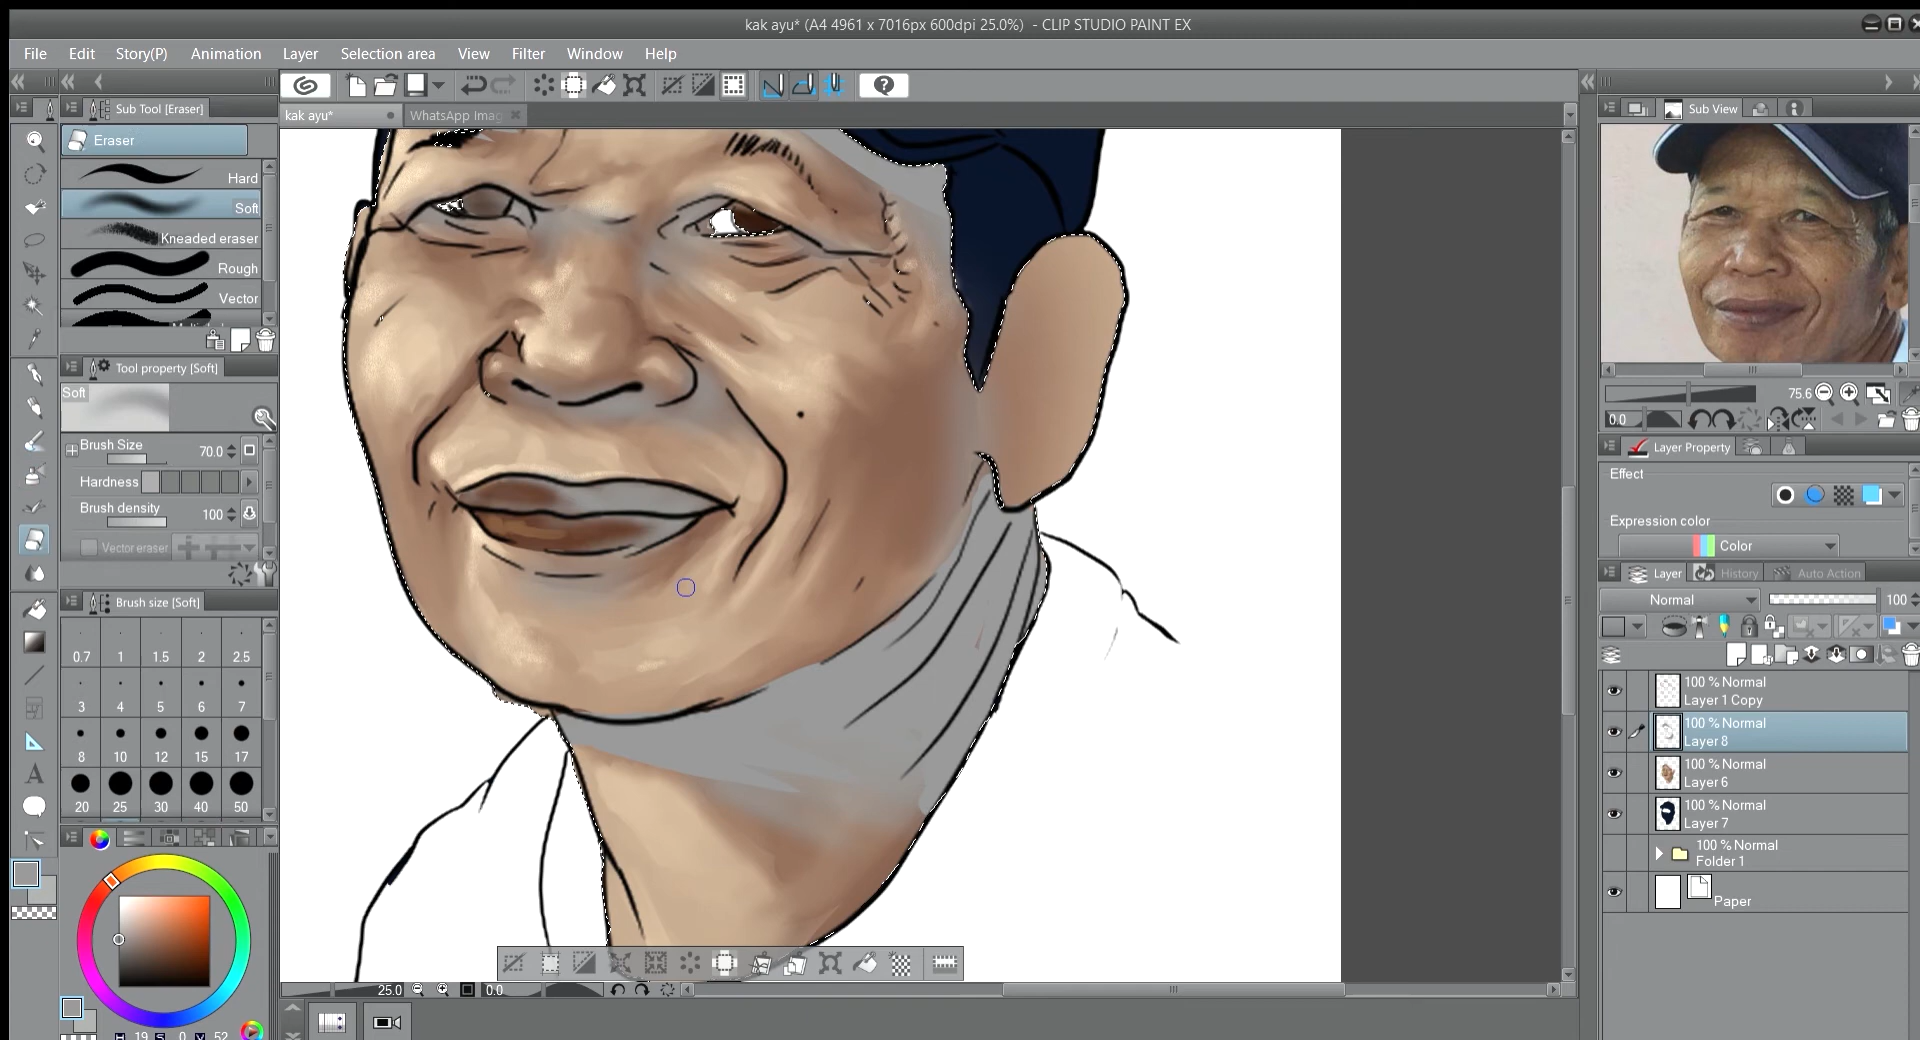 kak ayu* (A4 4961 x 7016px 600dpi 25.0%)  - CLIP STUDIO PAINT EX
File Edit Story(P) Animation Layer Selection area View Filter Window Help
Sub Tool [Eraser]
Eraser
Hard
Soft
Kneaded eraser
Rough
Vector
Tool property [Soft]
Soft
Brush Size 70.0
Hardness
Brush density 100
Vector eraser
Brush size [Soft]
0.7 1 1.5 2 2.5
3 4 5 6 7
8 10 12 15 17
20 25 30 40 50
H 19 S 0 V 52
kak ayu*
WhatsApp Imag
25.0
0.0
Sub View
75.6
0.0
Layer Property
Effect
Expression color
Color
Layer History Auto Action
Normal 100
100 % Normal
Layer 1 Copy
100 % Normal
Layer 8
100 % Normal
Layer 6
100 % Normal
Layer 7
100 % Normal
Folder 1
Paper